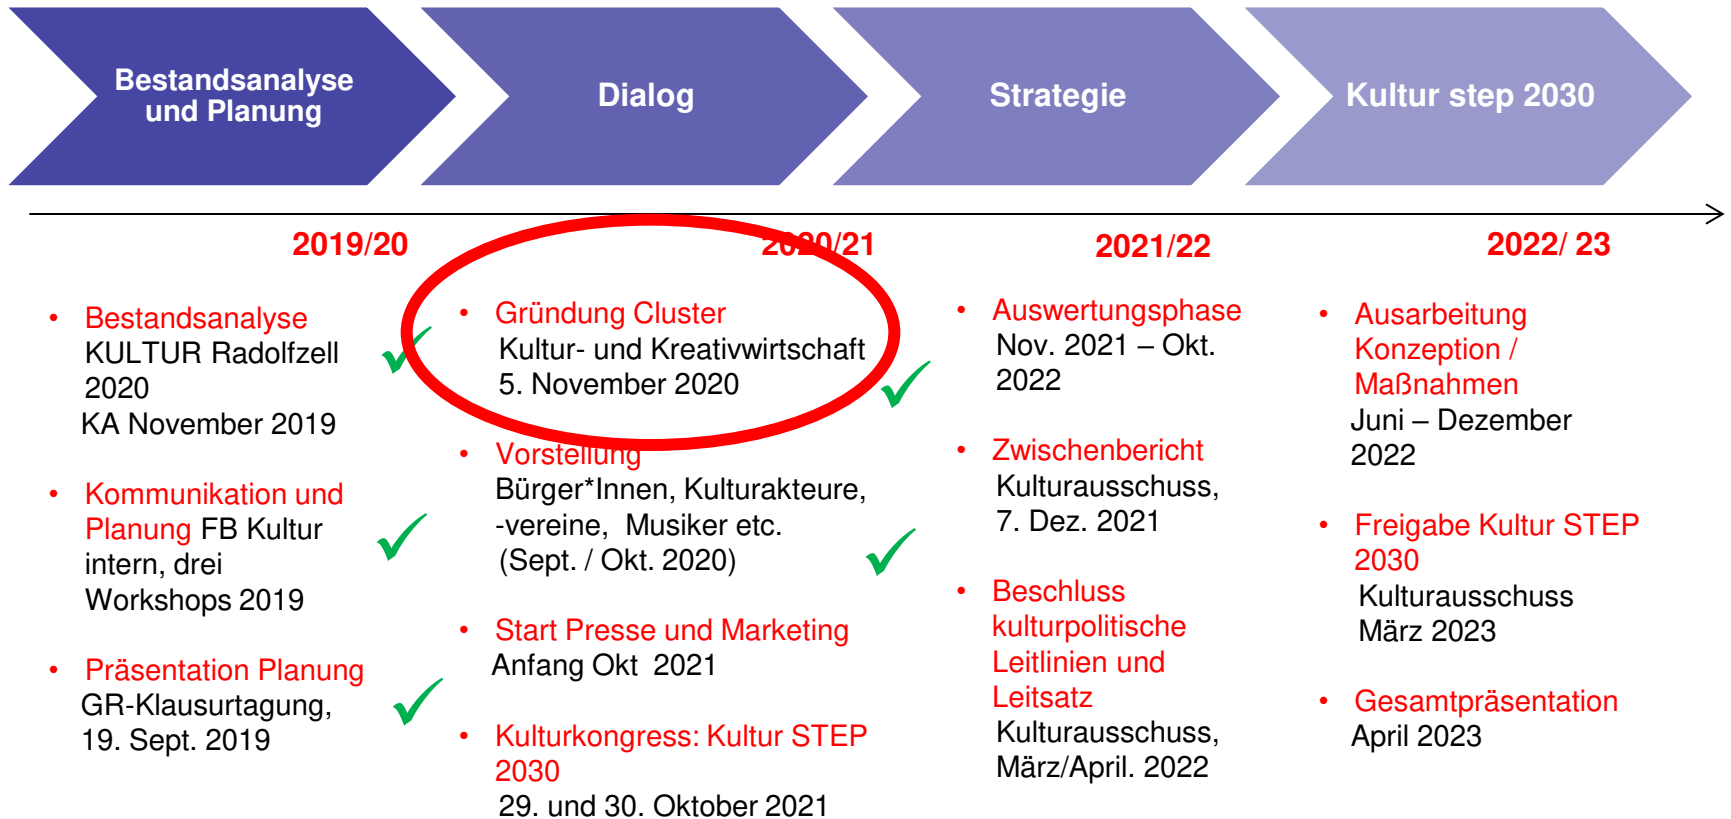 Bestandsanalyse
und Planung
Dialog
Strategie
Kultur step 2030
2019/20
2020/21
2021/22
2022/ 23
• Bestandsanalyse
KULTUR Radolfzell
2020
KA November 2019
• Kommunikation und
Planung FB Kultur
intern, drei
Workshops 2019
• Präsentation Planung
GR-Klausurtagung,
19. Sept. 2019
• Gründung Cluster
Kultur- und Kreativwirtschaft
5. November 2020
• Vorstellung
Bürger*Innen, Kulturakteure,
-vereine, Musiker etc.
(Sept. / Okt. 2020)
• Start Presse und Marketing
Anfang Okt 2021
• Kulturkongress: Kultur STEP
2030
29. und 30. Oktober 2021
• Auswertungsphase
Nov. 2021 – Okt.
2022
• Zwischenbericht
Kulturausschuss,
7. Dez. 2021
• Beschluss
kulturpolitische
Leitlinien und
Leitsatz
Kulturausschuss,
März/April. 2022
• Ausarbeitung
Konzeption /
Maßnahmen
Juni – Dezember
2022
• Freigabe Kultur STEP
2030
Kulturausschuss
März 2023
• Gesamtpräsentation
April 2023